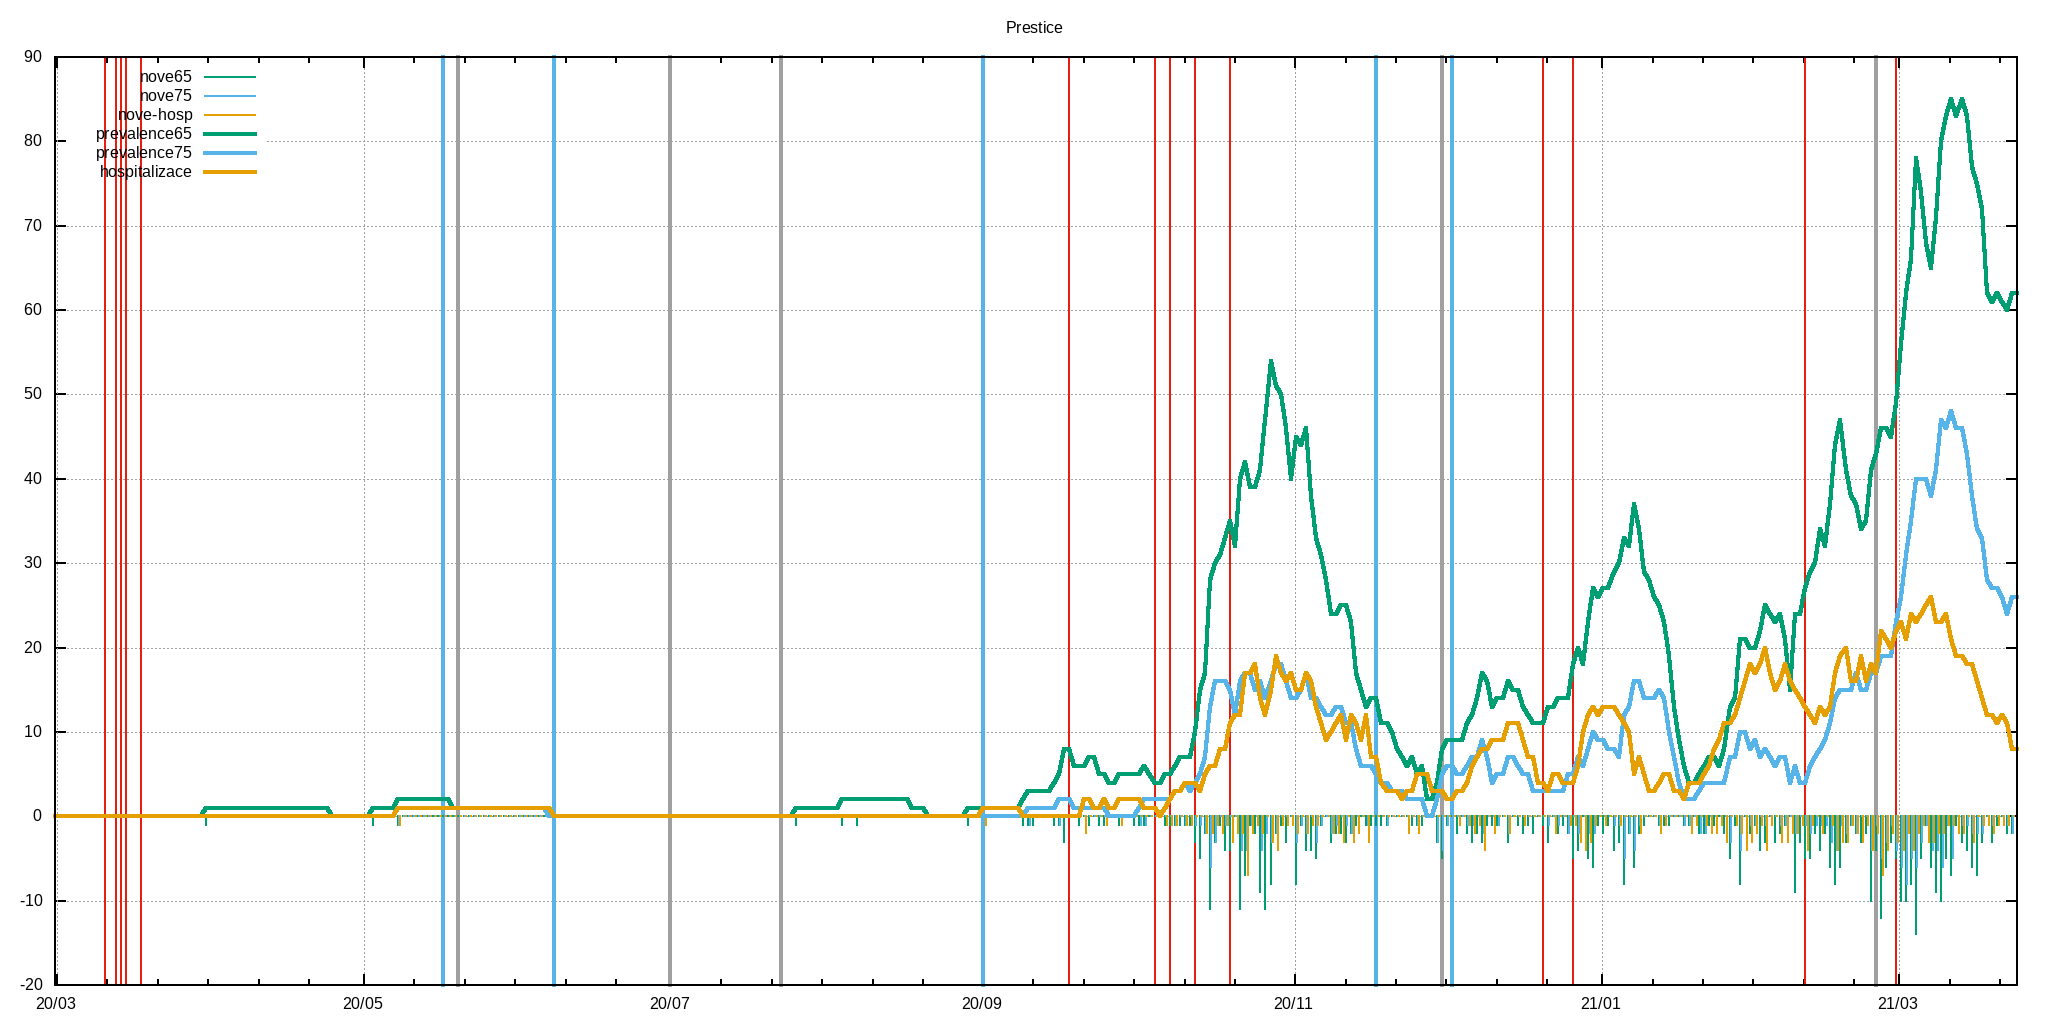 Prestice
90
nove65
nove75
nove-hosp
prevalence65
80
prevalence75
hospitalizace
70
60
50
40
30
20
10
0
-10
-20
20/03 20/05 20/07 20/09 20/11 21/01 21/03